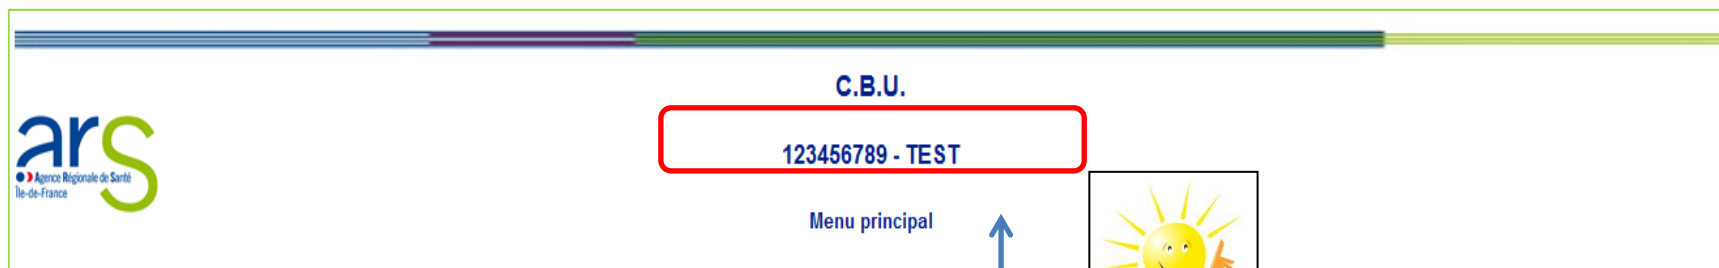 C.B.U.
ars
Agence Régionale de Santé
Île-de-France
123456789 - TEST
Menu principal